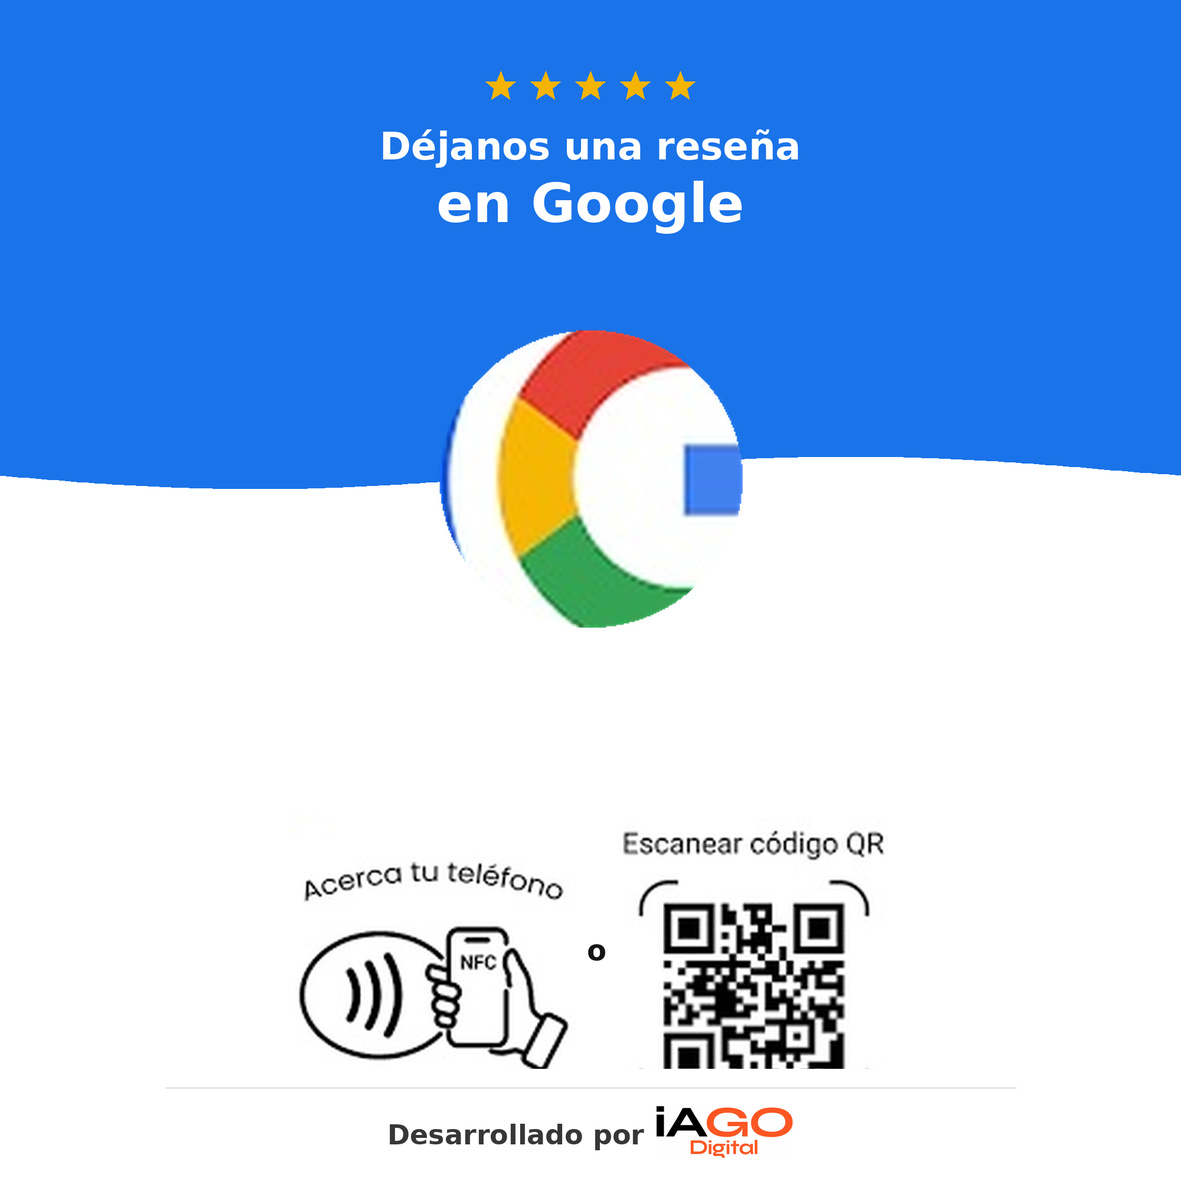 Déjanos una reseña
en Google
Escanear código QR
Acerca tu teléfono
NFC
o
Desarrollado por iAGO
Digital